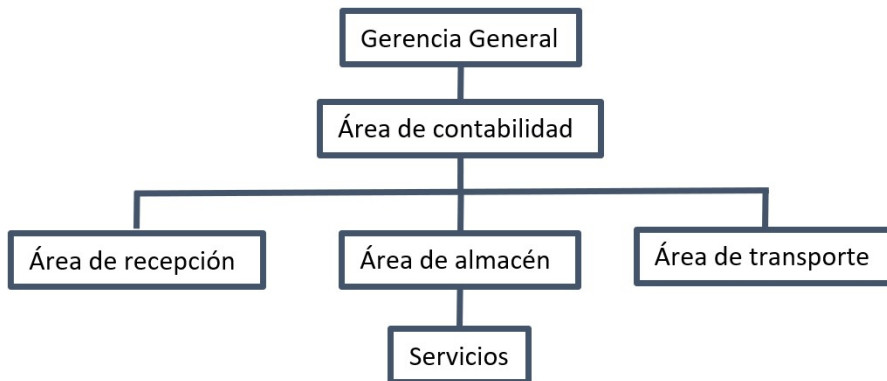 Gerencia General
Área de contabilidad
Área de recepción
Área de almacén
Área de transporte
Servicios